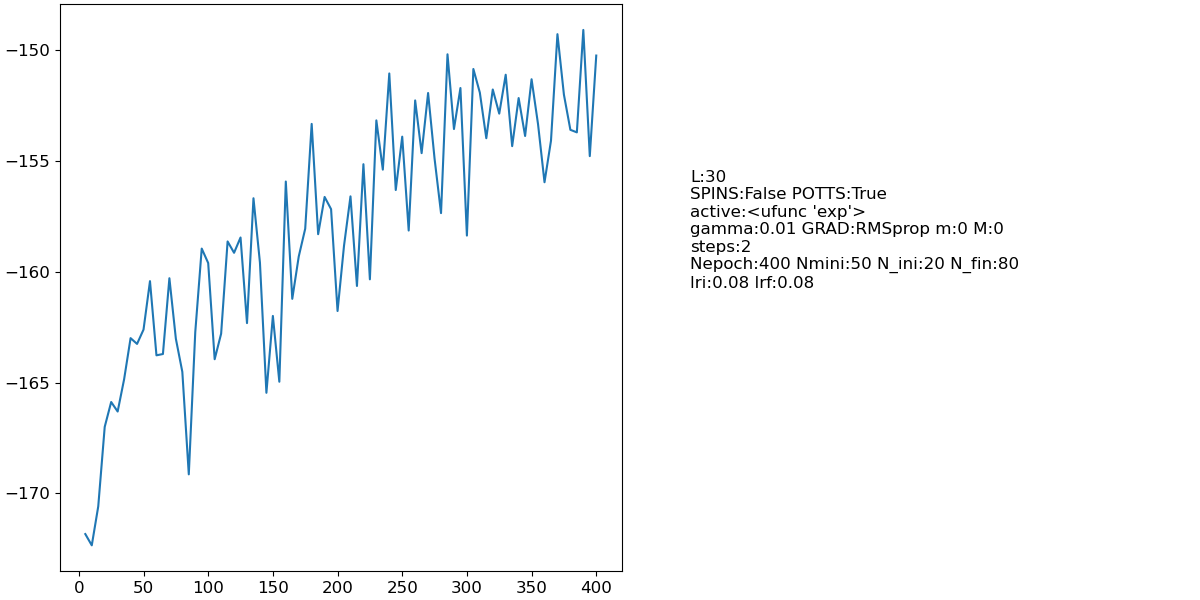 −150
−155
−160
−165
−170
0 50 100 150 200 250 300 350 400
L:30
SPINS:False POTTS:True
active:<ufunc 'exp'>
gamma:0.01 GRAD:RMSprop m:0 M:0
steps:2
Nepoch:400 Nmini:50 N_ini:20 N_fin:80
lri:0.08 lrf:0.08